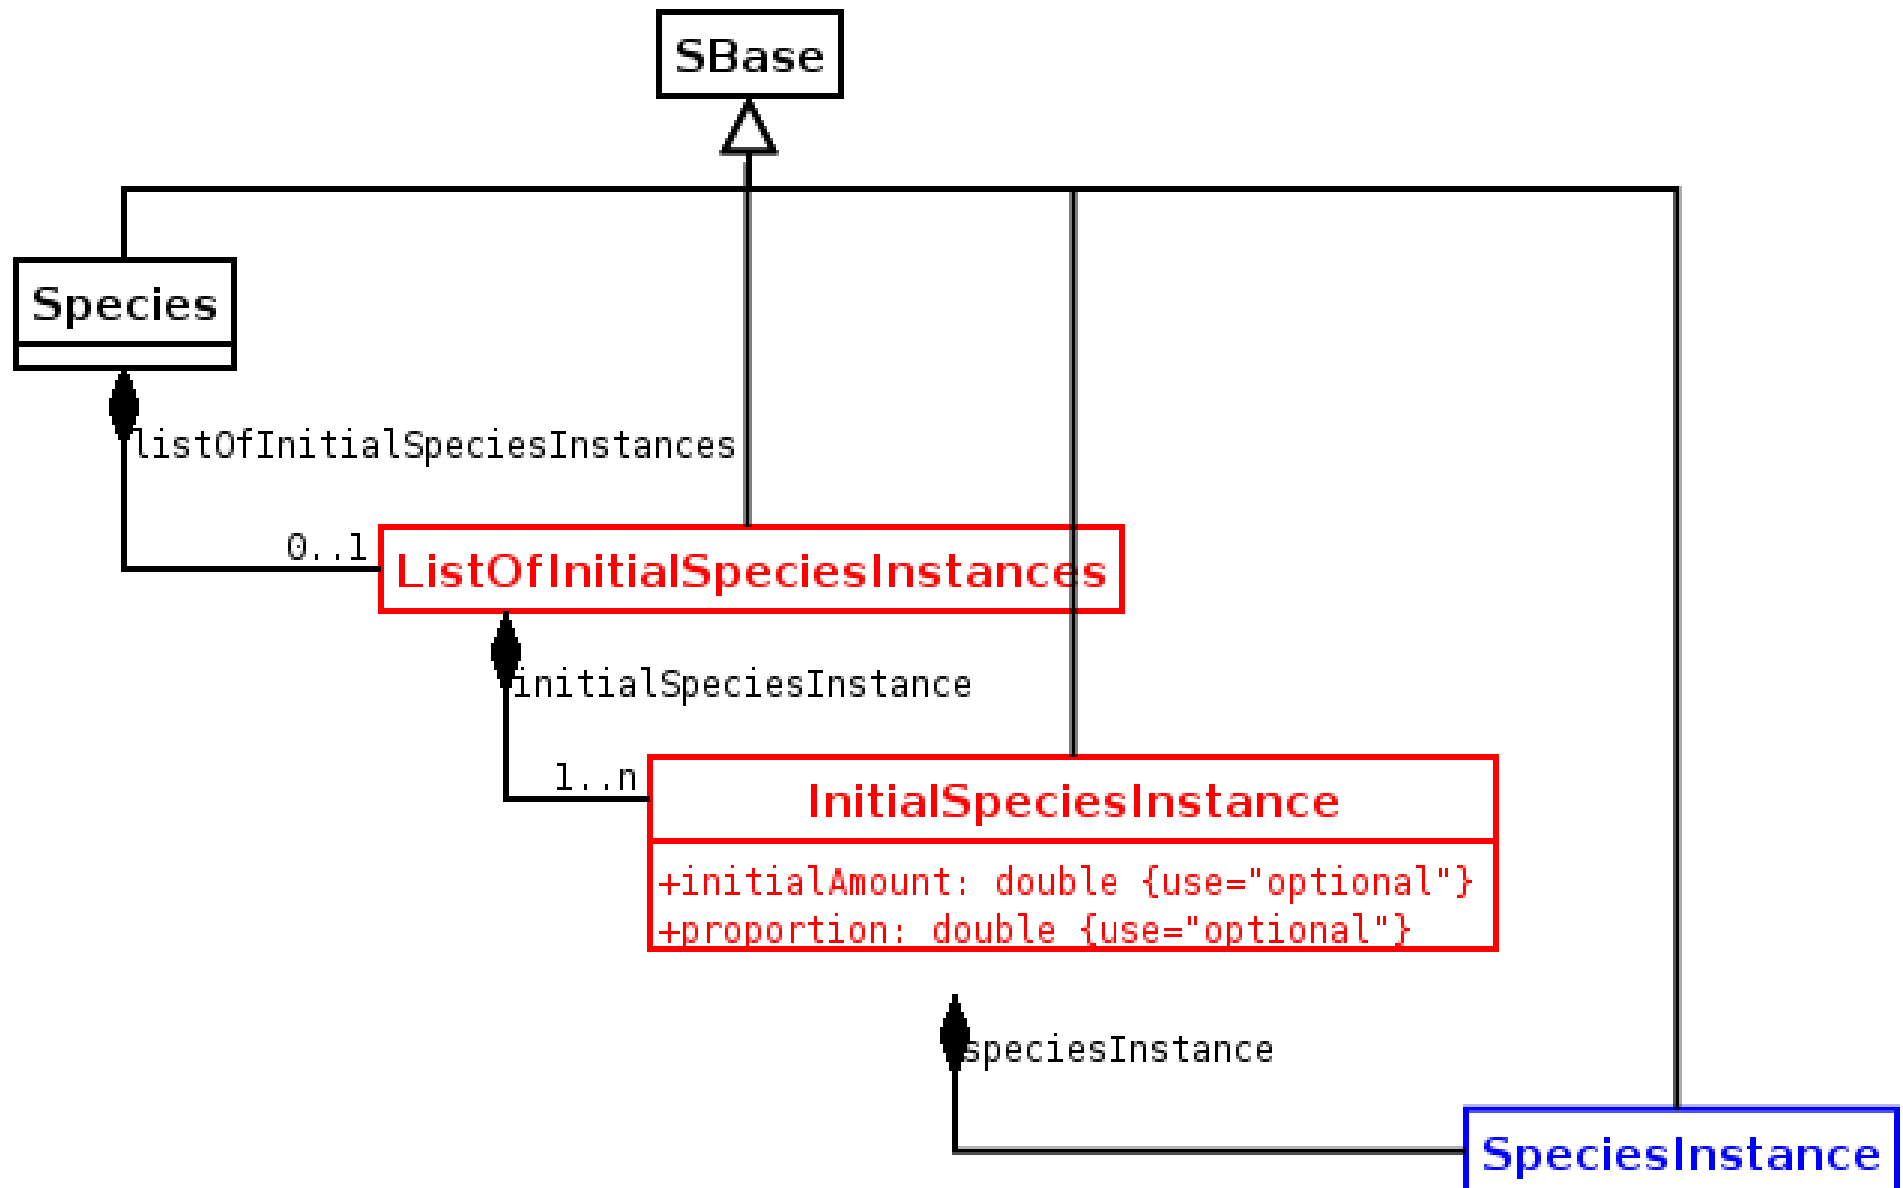 SBase
Species
listOfInitialSpeciesInstances
0..1
ListOfInitialSpeciesInstances
initialSpeciesInstance
1..n
InitialSpeciesInstance
+initialAmount: double {use="optional"}
+proportion: double {use="optional"}
speciesInstance
SpeciesInstance